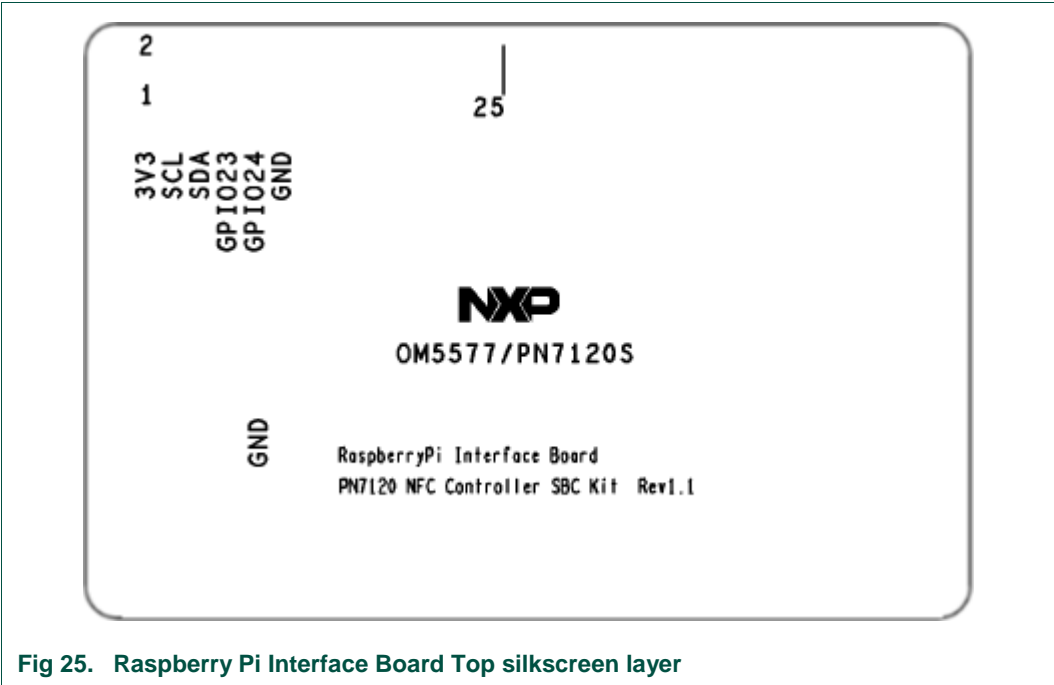 2
1
25
3V3
SCL
SDA
GPIO23
GPIO24
GND
NXP
OM5577/PN7120S
GND
RaspberryPi Interface Board
PN7120 NFC Controller SBC Kit Rev1.1
Fig 25. Raspberry Pi Interface Board Top silkscreen layer